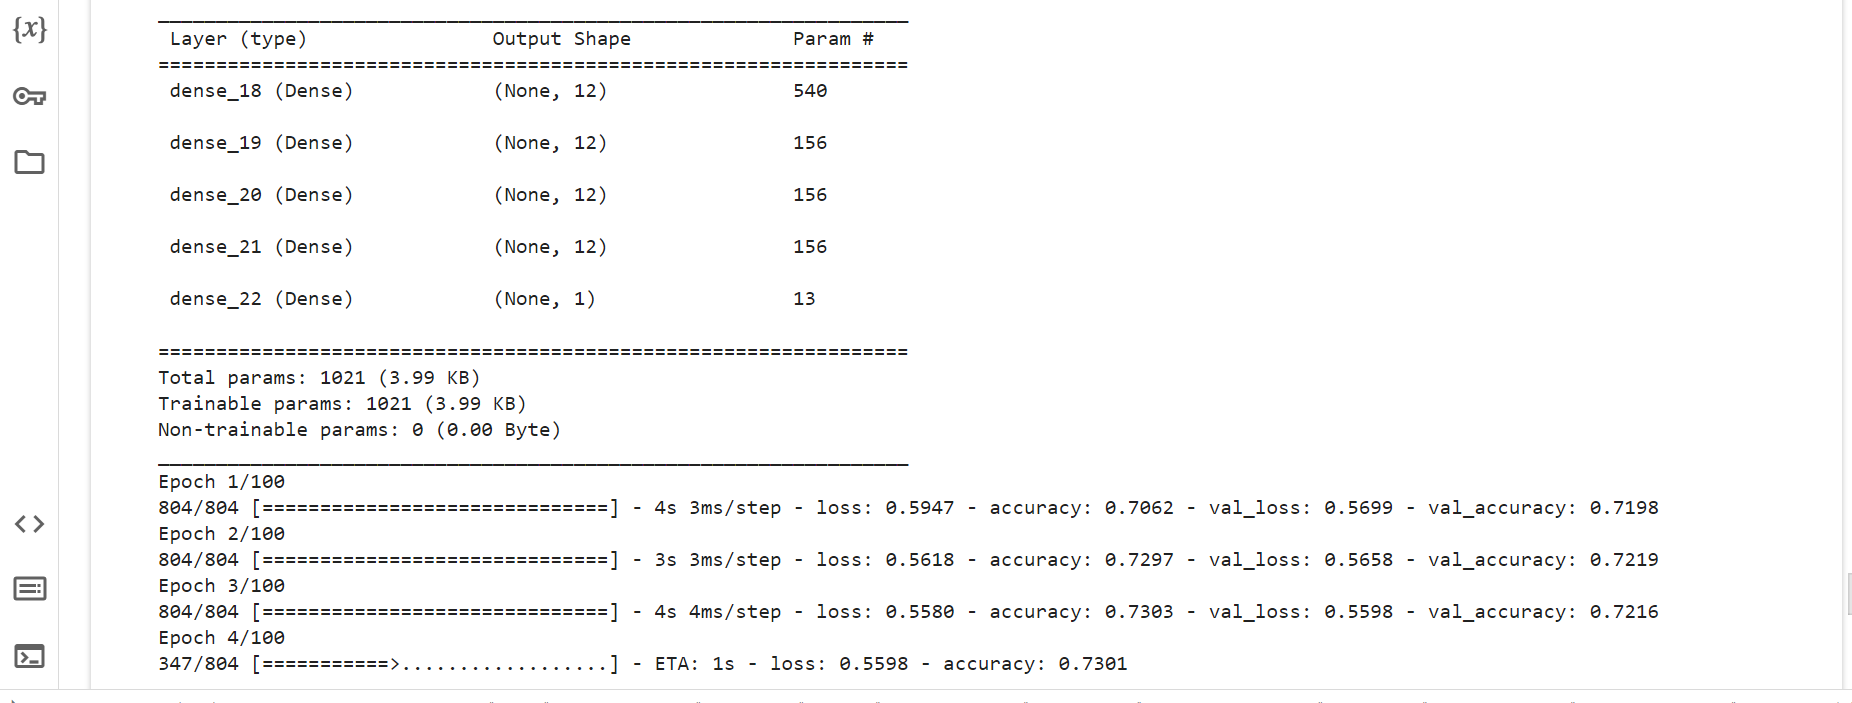 {x}
Layer (type) Output Shape Param #
=================================================================
dense_18 (Dense) (None, 12) 540
dense_19 (Dense) (None, 12) 156
dense_20 (Dense) (None, 12) 156
dense_21 (Dense) (None, 12) 156
dense_22 (Dense) (None, 1) 13
=================================================================
Total params: 1021 (3.99 KB)
Trainable params: 1021 (3.99 KB)
Non-trainable params: 0 (0.00 Byte)
_________________________________________________________________
Epoch 1/100
804/804 [==============================] - 4s 3ms/step - loss: 0.5947 - accuracy: 0.7062 - val_loss: 0.5699 - val_accuracy: 0.7198
Epoch 2/100
804/804 [==============================] - 3s 3ms/step - loss: 0.5618 - accuracy: 0.7297 - val_loss: 0.5658 - val_accuracy: 0.7219
Epoch 3/100
804/804 [==============================] - 4s 4ms/step - loss: 0.5580 - accuracy: 0.7303 - val_loss: 0.5598 - val_accuracy: 0.7216
Epoch 4/100
347/804 [===========>..................] - ETA: 1s - loss: 0.5598 - accuracy: 0.7301